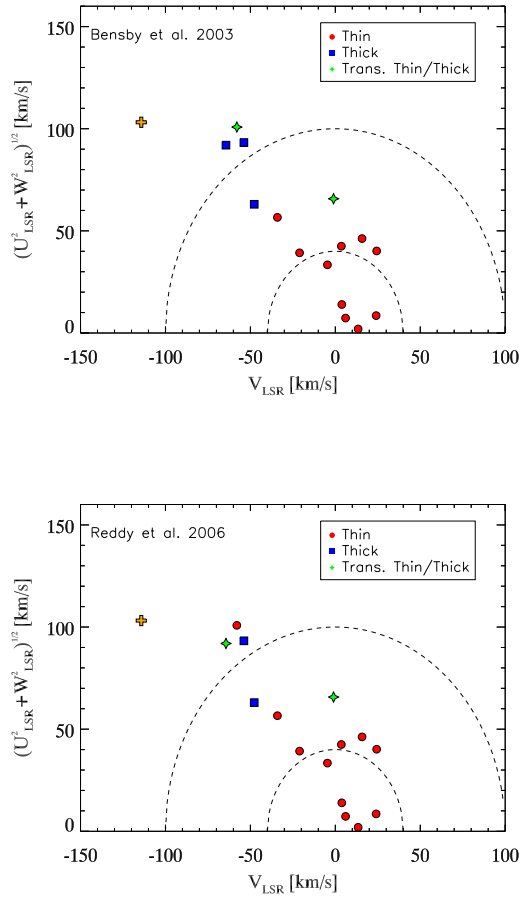 Bensby et al. 2003
Thin
Thick
Trans. Thin/Thick
150
100
50
0
(U²LSR+W²LSR)^1/2 [km/s]
-150 -100 -50 0 50 100
VLSR [km/s]
Reddy et al. 2006
Thin
Thick
Trans. Thin/Thick
150
100
50
0
(U²LSR+W²LSR)^1/2 [km/s]
-150 -100 -50 0 50 100
VLSR [km/s]